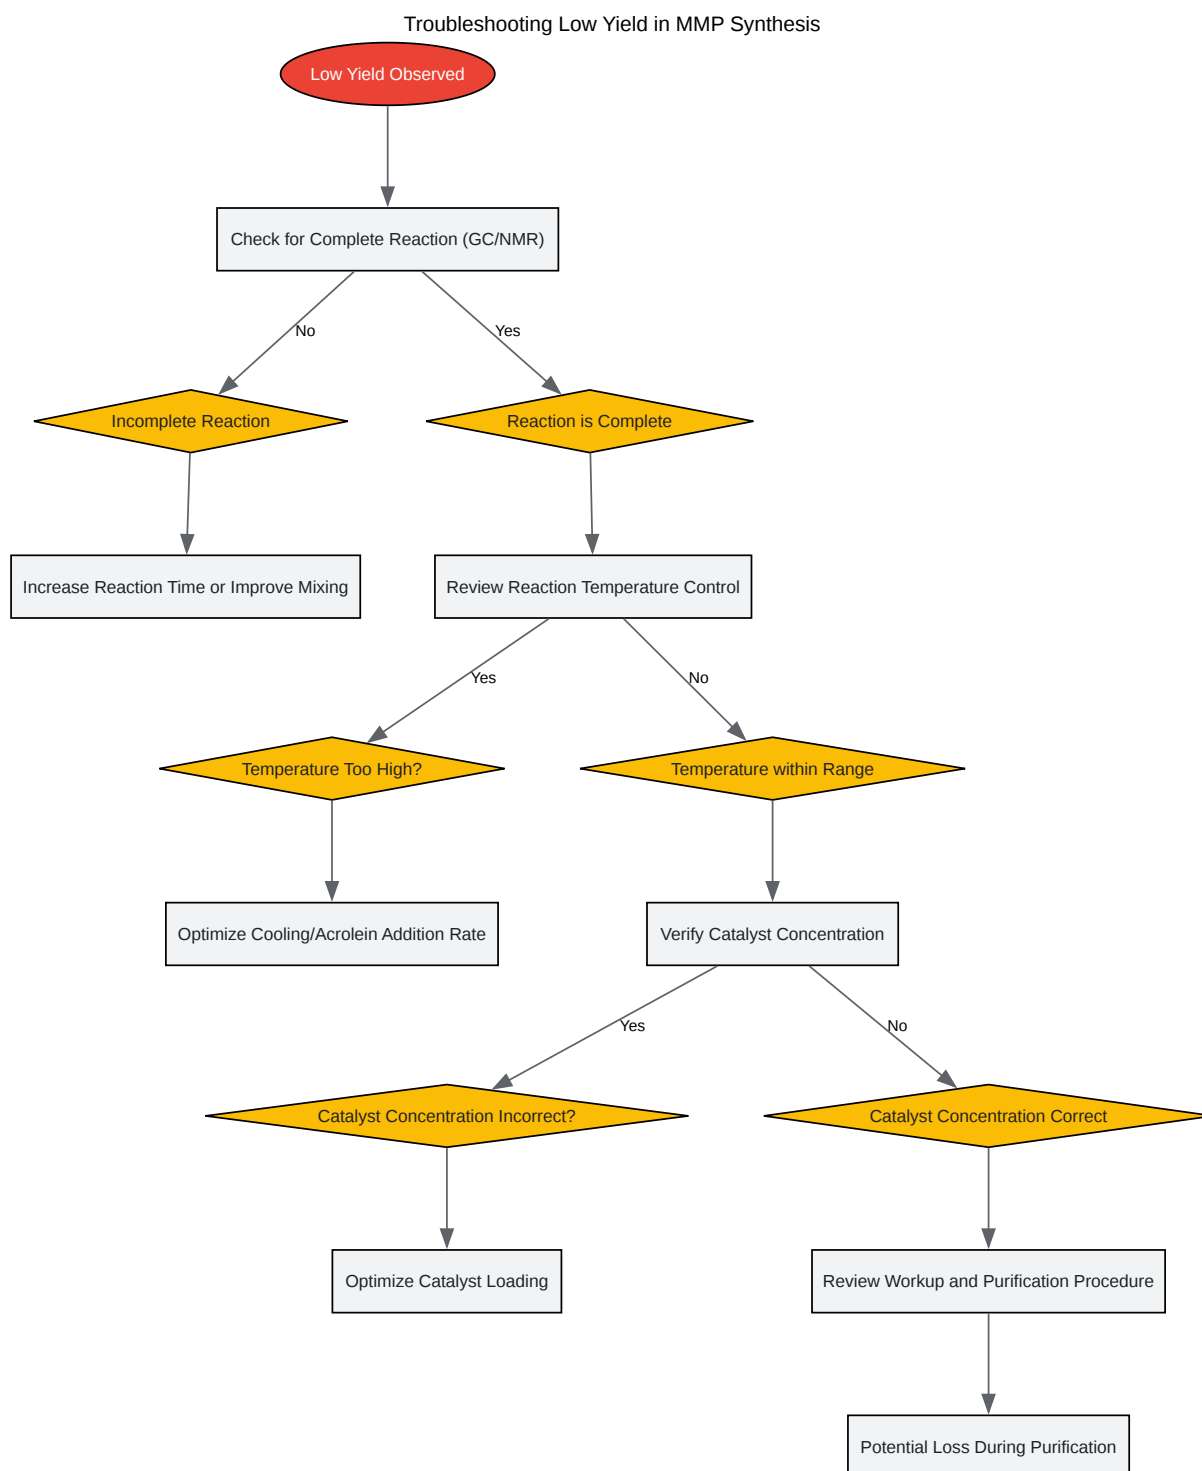 Troubleshooting Low Yield in MMP Synthesis
Low Yield Observed
Check for Complete Reaction (GC/NMR)
No
Yes
Incomplete Reaction
Reaction is Complete
Increase Reaction Time or Improve Mixing
Review Reaction Temperature Control
Yes
No
Temperature Too High?
Temperature within Range
Optimize Cooling/Acrolein Addition Rate
Verify Catalyst Concentration
Yes
No
Catalyst Concentration Incorrect?
Catalyst Concentration Correct
Optimize Catalyst Loading
Review Workup and Purification Procedure
Potential Loss During Purification